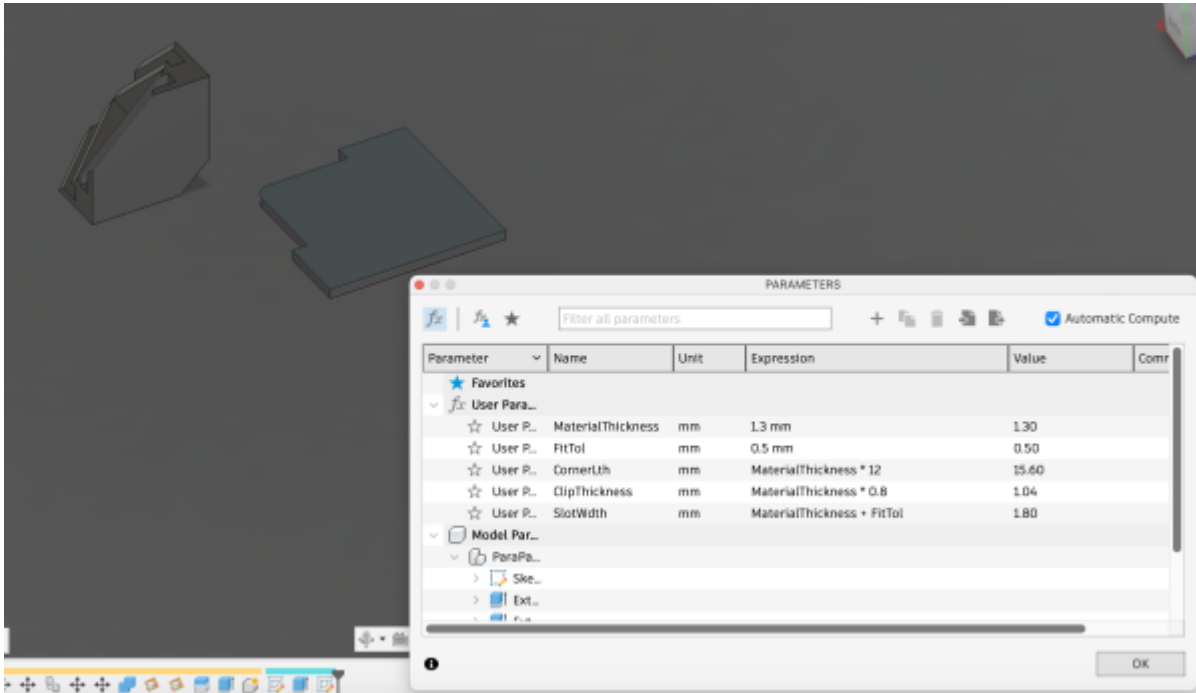 PARAMETERS
fx
Filter all parameters
Automatic Compute
Parameter Name Unit Expression Value Comr
Favorites
fx User Para...
User P... MaterialThickness mm 1.3 mm 1.30
User P... FitTol mm 0.5 mm 0.50
User P... CornerLth mm MaterialThickness * 12 15.60
User P... ClipThickness mm MaterialThickness * 0.8 1.04
User P... SlotWdth mm MaterialThickness + FitTol 1.80
Model Par...
ParaPa...
Ske...
Ext...
OK